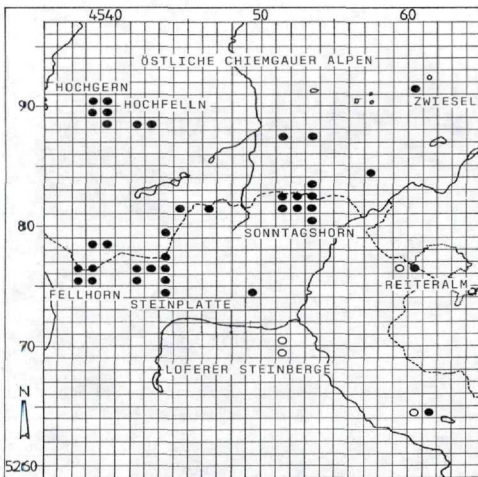 4540 50 60
ÖSTLICHE CHIEMGAUER ALPEN
HOCHGERN
ZWIESEL
90
HOCHFELLN
80
SONNTAGSHORN
REITERALM
FELLHORN
STEINPLATTE
70
LOFERER STEINBERGE
N
5260